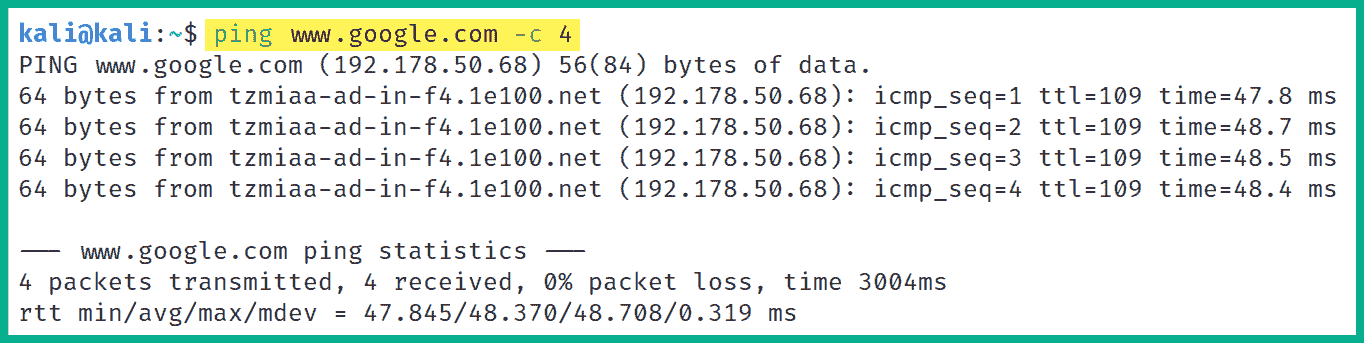 kali@kali:~$ ping www.google.com -c 4
PING www.google.com (192.178.50.68) 56(84) bytes of data.
64 bytes from tzmiaa-ad-in-f4.1e100.net (192.178.50.68): icmp_seq=1 ttl=109 time=47.8 ms
64 bytes from tzmiaa-ad-in-f4.1e100.net (192.178.50.68): icmp_seq=2 ttl=109 time=48.7 ms
64 bytes from tzmiaa-ad-in-f4.1e100.net (192.178.50.68): icmp_seq=3 ttl=109 time=48.5 ms
64 bytes from tzmiaa-ad-in-f4.1e100.net (192.178.50.68): icmp_seq=4 ttl=109 time=48.4 ms
--- www.google.com ping statistics ---
4 packets transmitted, 4 received, 0% packet loss, time 3004ms
rtt min/avg/max/mdev = 47.845/48.370/48.708/0.319 ms